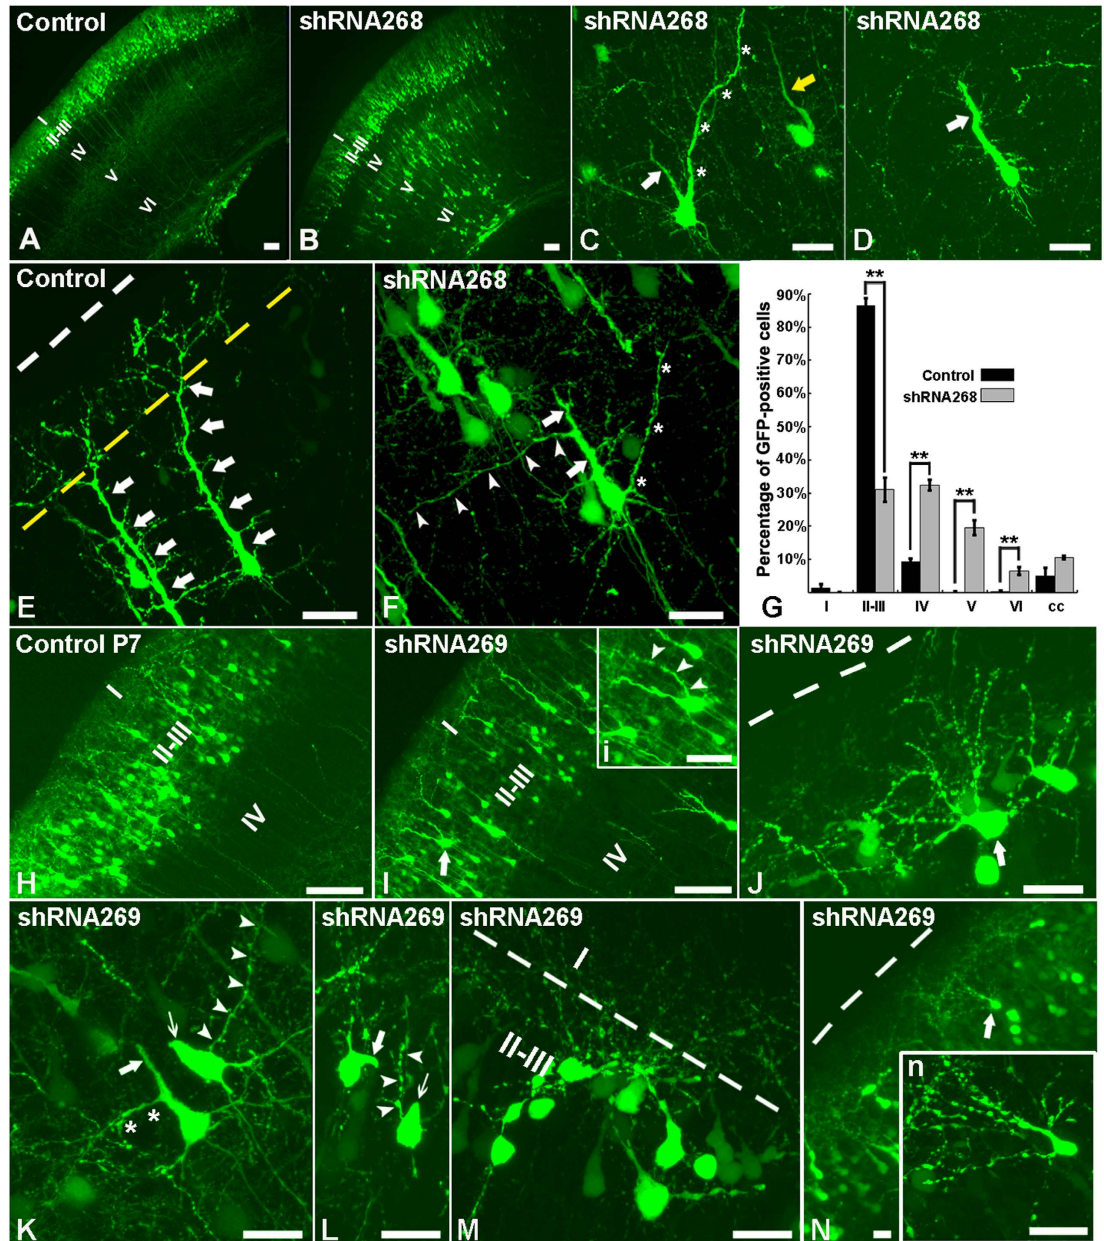 Control
I
II-III
IV
V
VI
A
shRNA268
I
II-III
IV
V
VI
B
shRNA268
*
*
*
*
C
shRNA268
D
Control
E
shRNA268
*
*
*
F
Percentage of GFP-positive cells
90%
80%
70%
60%
50%
40%
30%
20%
10%
**
**
**
**
Control
shRNA268
I II-III IV V VI cc
G
Control P7
I
II-III
IV
H
shRNA269
I
II-III
IV
i
I
shRNA269
J
shRNA269
* *
K
shRNA269
L
shRNA269
I
II-III
M
shRNA269
n
N